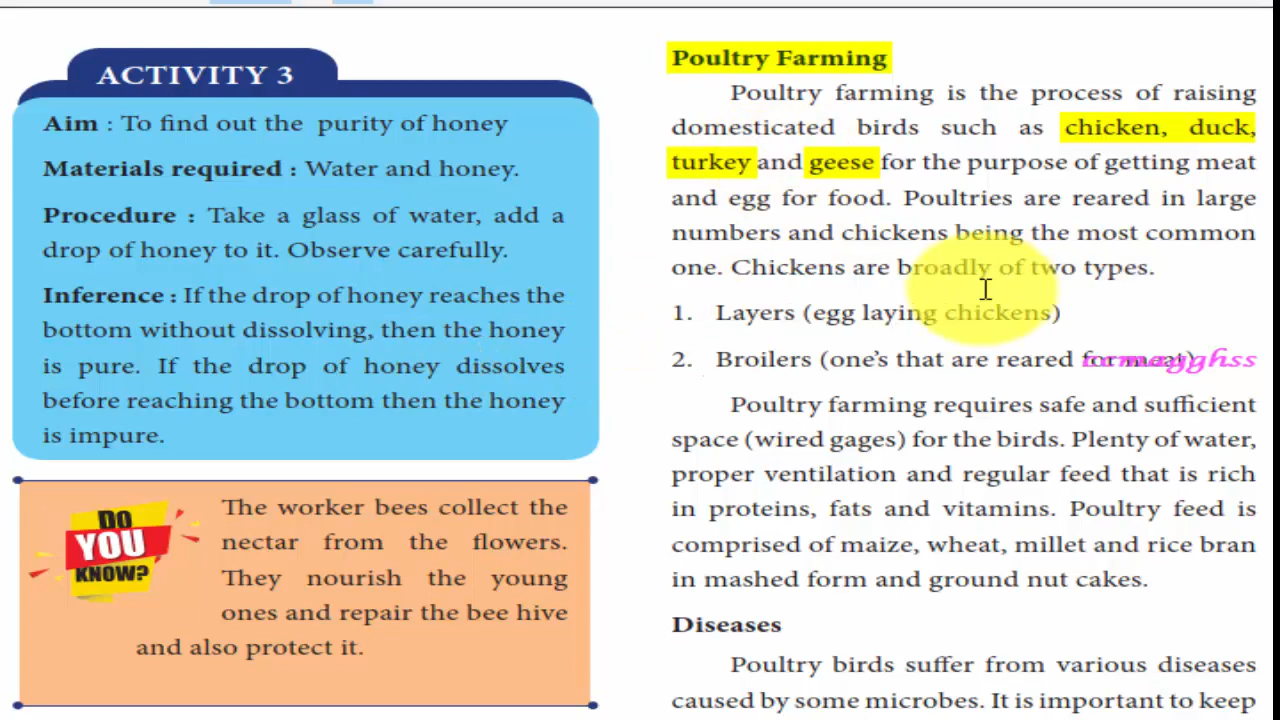 ACTIVITY 3
Aim : To find out the purity of honey
Materials required : Water and honey.
Procedure : Take a glass of water, add a
drop of honey to it. Observe carefully.
Inference : If the drop of honey reaches the
bottom without dissolving, then the honey
is pure. If the drop of honey dissolves
before reaching the bottom then the honey
is impure.
DO
YOU
KNOW?
The worker bees collect the
nectar from the flowers.
They nourish the young
ones and repair the bee hive
and also protect it.
Poultry Farming
Poultry farming is the process of raising
domesticated birds such as chicken, duck,
turkey and geese for the purpose of getting meat
and egg for food. Poultries are reared in large
numbers and chickens being the most common
one. Chickens are broadly of two types.
1. Layers (egg laying chickens)
2. Broilers (one's that are reared for meat)
Poultry farming requires safe and sufficient
space (wired gages) for the birds. Plenty of water,
proper ventilation and regular feed that is rich
in proteins, fats and vitamins. Poultry feed is
comprised of maize, wheat, millet and rice bran
in mashed form and ground nut cakes.
Diseases
Poultry birds suffer from various diseases
caused by some microbes. It is important to keep